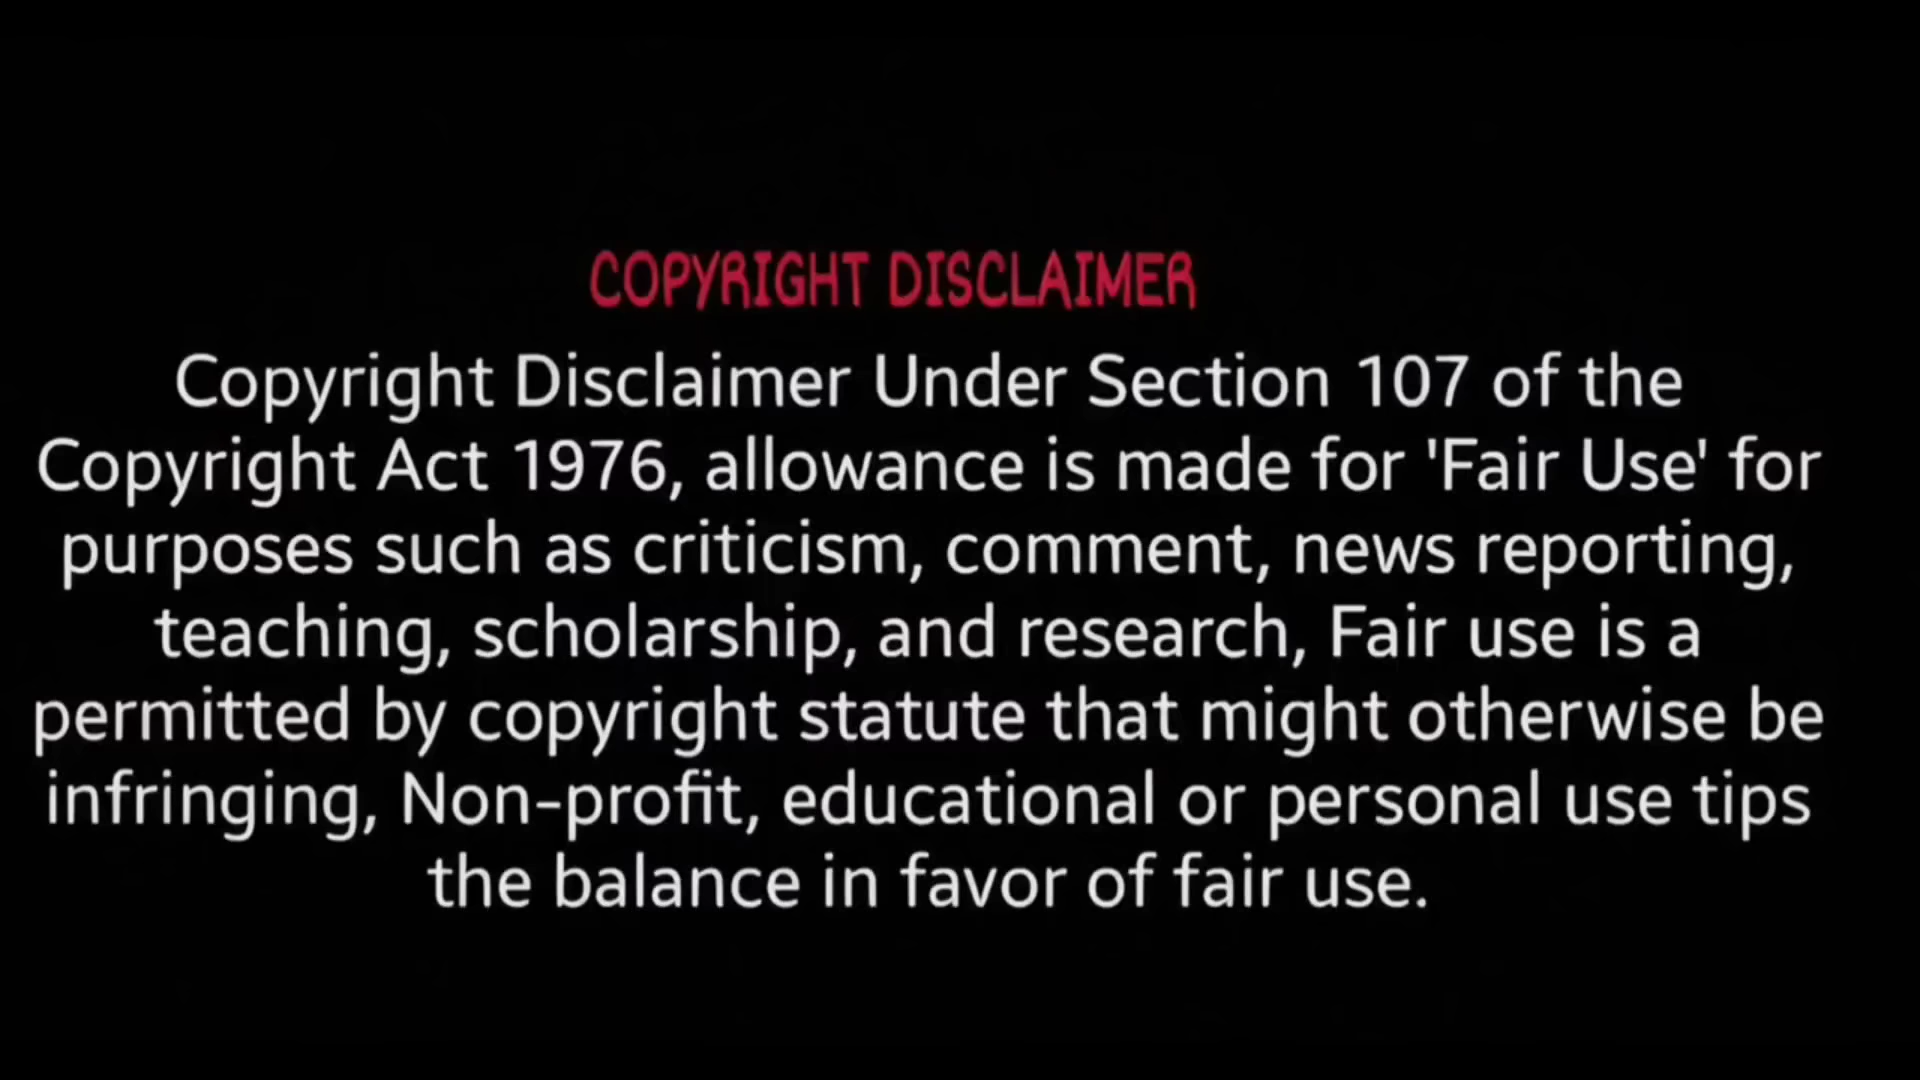 COPYRIGHT DISCLAIMER
Copyright Disclaimer Under Section 107 of the
Copyright Act 1976, allowance is made for 'Fair Use' for
purposes such as criticism, comment, news reporting,
teaching, scholarship, and research, Fair use is a
permitted by copyright statute that might otherwise be
infringing, Non-profit, educational or personal use tips
the balance in favor of fair use.